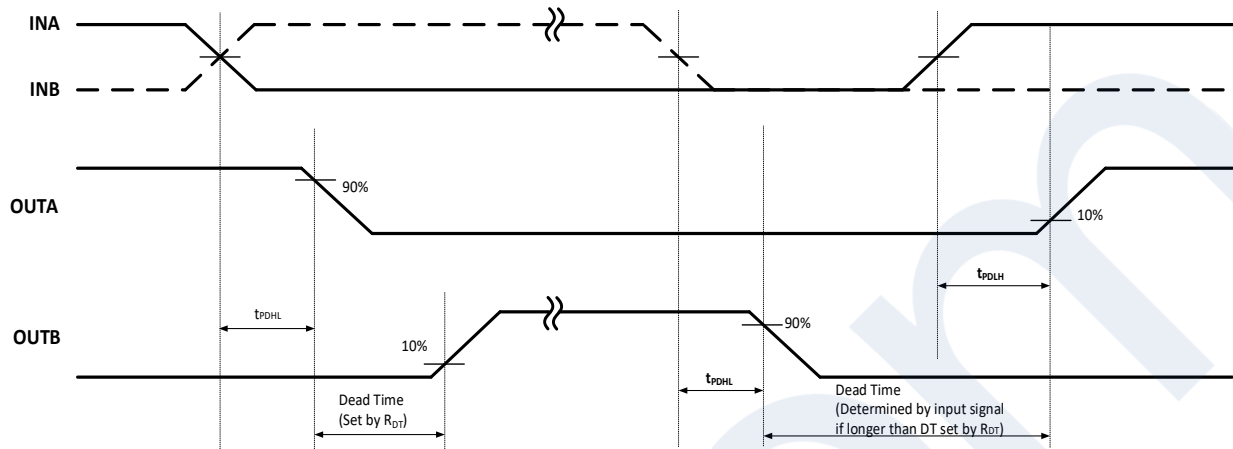 INA
INB
OUTA
90%
10%
tPDLH
tPDHL
OUTB
10%
90%
tPDHL
Dead Time
(Set by RDT)
Dead Time
(Determined by input signal
if longer than DT set by RDT)